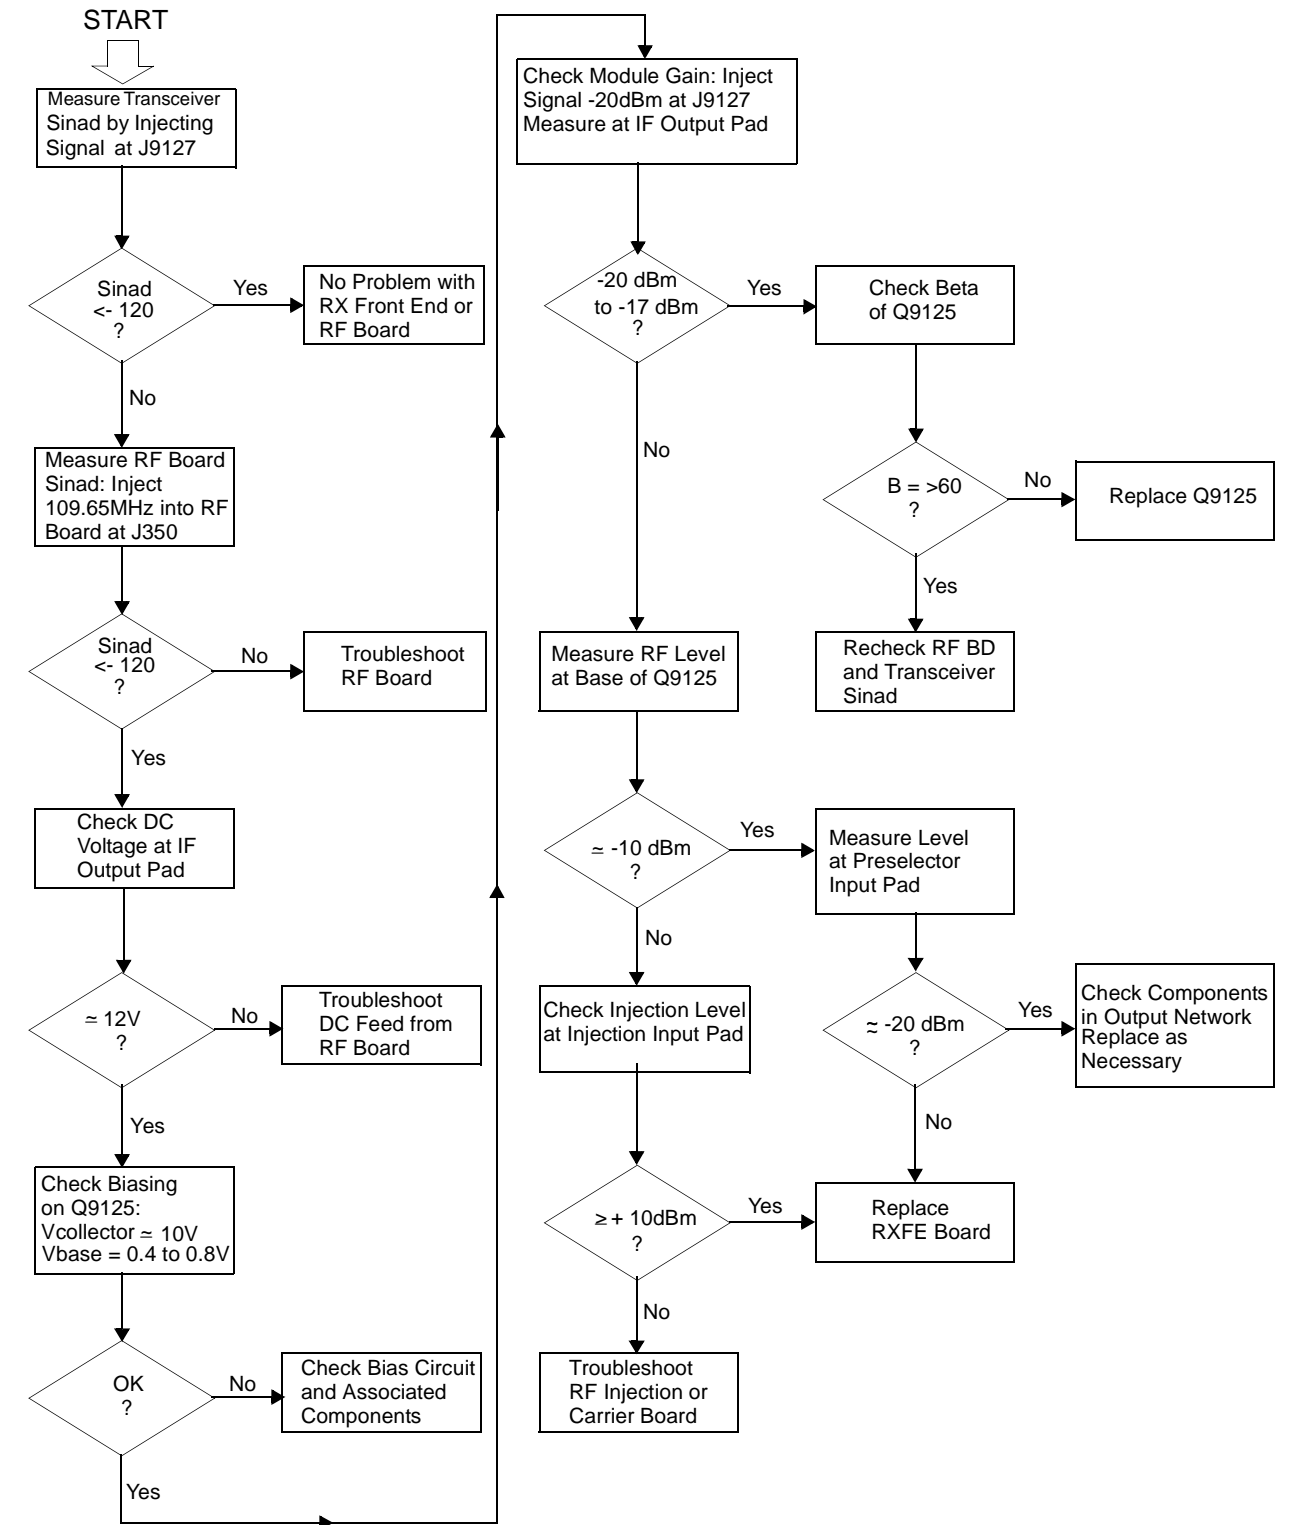 START
Measure Transceiver
Sinad by Injecting
Signal at J9127
Sinad
<- 120
?
Yes
No Problem with
RX Front End or
RF Board
No
Measure RF Board
Sinad: Inject
109.65MHz into RF
Board at J350
Sinad
<- 120
?
No
Troubleshoot
RF Board
Yes
Check DC
Voltage at IF
Output Pad
≃ 12V
?
No
Troubleshoot
DC Feed from
RF Board
Yes
Check Biasing
on Q9125:
Vcollector ≃ 10V
Vbase = 0.4 to 0.8V
OK
?
No
Check Bias Circuit
and Associated
Components
Yes
Check Module Gain: Inject
Signal -20dBm at J9127
Measure at IF Output Pad
-20 dBm
to -17 dBm
?
Yes
Check Beta
of Q9125
B = >60
?
No
Replace Q9125
Yes
Recheck RF BD
and Transceiver
Sinad
No
Measure RF Level
at Base of Q9125
≃ -10 dBm
?
Yes
Measure Level
at Preselector
Input Pad
≈ -20 dBm
?
Yes
Check Components
in Output Network
Replace as
Necessary
No
Replace
RXFE Board
No
Check Injection Level
at Injection Input Pad
≥ + 10dBm
?
Yes
No
Troubleshoot
RF Injection or
Carrier Board